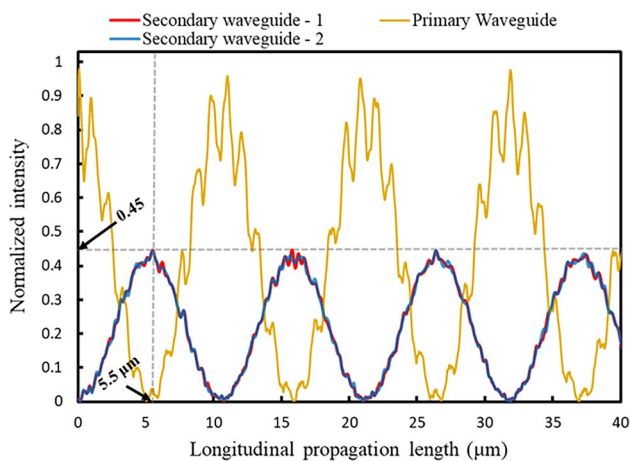 Secondary waveguide - 1
Primary Waveguide
Secondary waveguide - 2
Normalized intensity
1
0.9
0.8
0.7
0.6
0.5
0.4
0.3
0.2
0.1
0
0.45
5.5 μm
0 5 10 15 20 25 30 35 40
Longitudinal propagation length (μm)